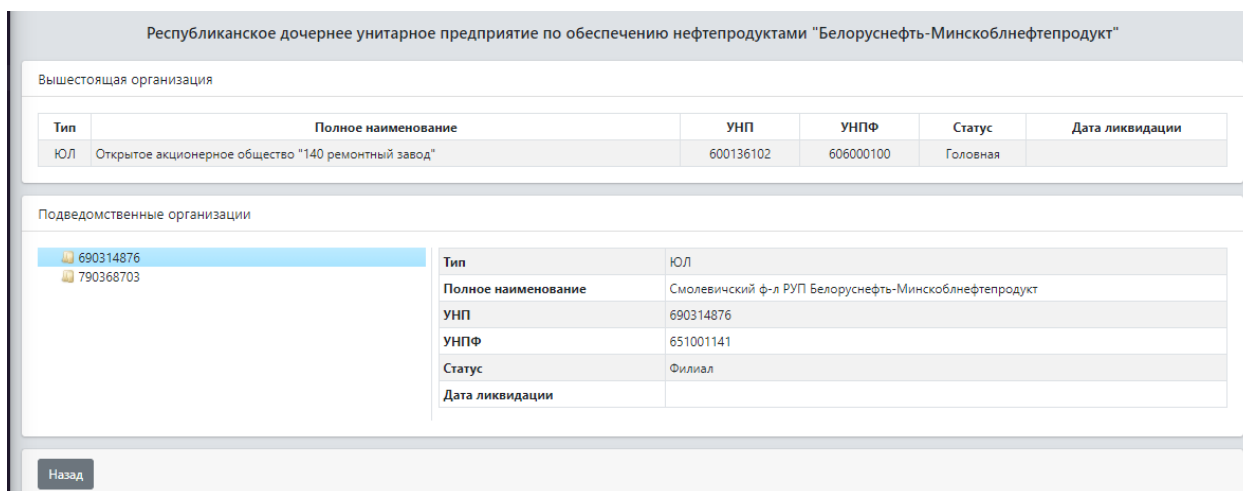 Республиканское дочернее унитарное предприятие по обеспечению нефтепродуктами "Белоруснефть-Минскоблнефтепродукт"
Вышестоящая организация
Тип Полное наименование УНП УНПФ Статус Дата ликвидации
ЮЛ Открытое акционерное общество "140 ремонтный завод" 600136102 606000100 Головная
Подведомственные организации
690314876
790368703
Тип ЮЛ
Полное наименование Смолевичский ф-л РУП Белоруснефть-Минскоблнефтепродукт
УНП 690314876
УНПФ 651001141
Статус Филиал
Дата ликвидации
Назад